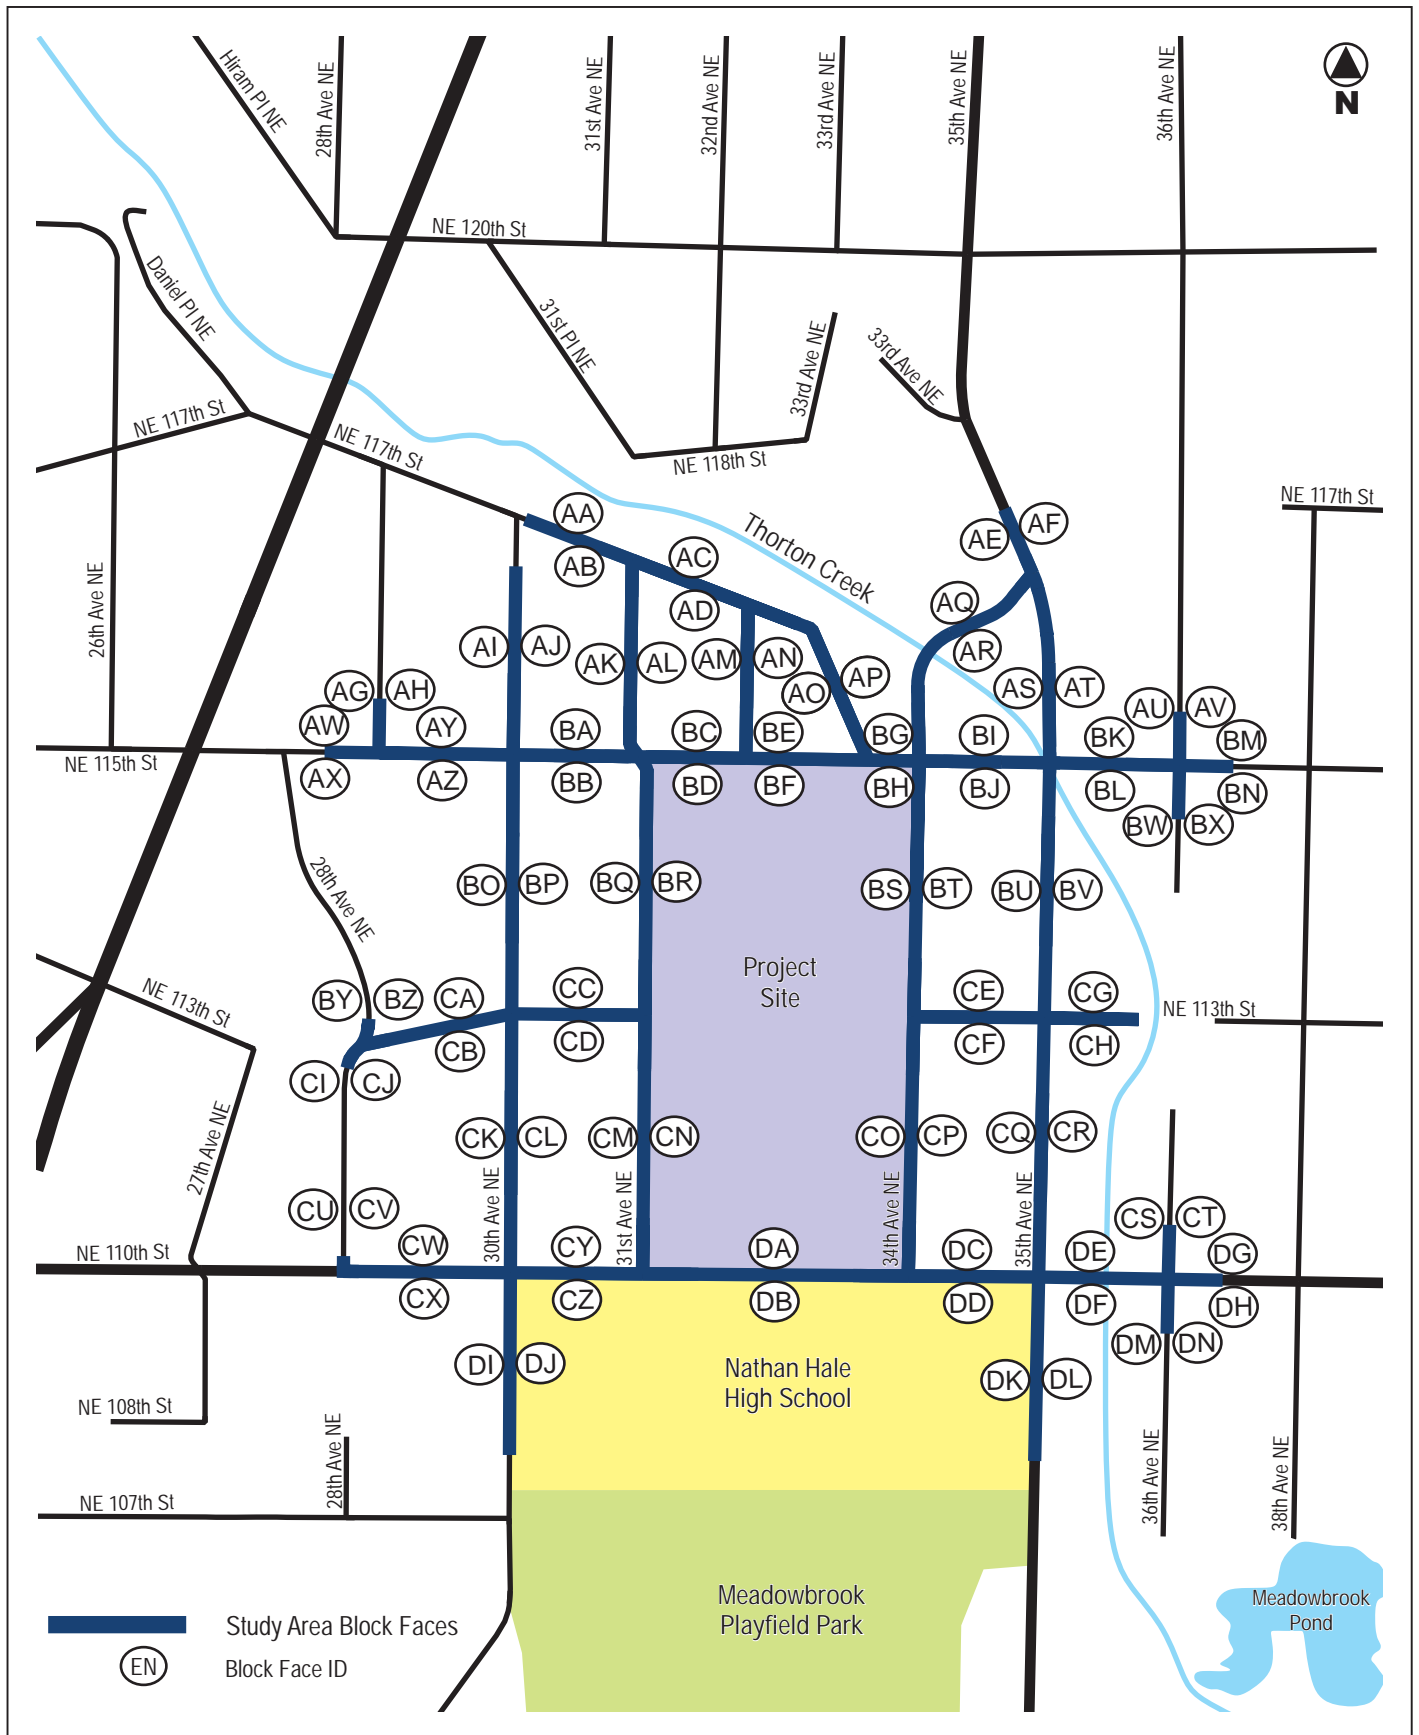 Hiram Pl NE
28th Ave NE
31st Ave NE
32nd Ave NE
33rd Ave NE
35th Ave NE
36th Ave NE
N
NE 120th St
Daniel Pl NE
31st Pl NE
33rd Ave NE
33rd Ave NE
NE 117th St
NE 117th St
NE 118th St
NE 117th St
Thorton Creek
26th Ave NE
AA
AB
AC
AD
AE
AF
AQ
AR
AI
AJ
AK
AL
AM
AN
AO
AP
AS
AT
AG
AH
AU
AV
AW
AY
BA
BC
BE
BG
BI
BK
BM
NE 115th St
AX
AZ
BB
BD
BF
BH
BJ
BL
BN
BW
BX
28th Ave NE
BO
BP
BQ
BR
BS
BT
BU
BV
Project
Site
NE 113th St
BY
BZ
CA
CC
CE
CG
NE 113th St
CB
CD
CF
CH
CI
CJ
27th Ave NE
CK
CL
CM
CN
CO
CP
CQ
CR
30th Ave NE
31st Ave NE
34th Ave NE
35th Ave NE
CU
CV
CS
CT
NE 110th St
CW
CY
DA
DC
DE
DG
CX
CZ
DB
DD
DF
DH
DM
DN
DI
DJ
Nathan Hale
High School
DK
DL
NE 108th St
28th Ave NE
36th Ave NE
38th Ave NE
NE 107th St
Meadowbrook
Playfield Park
Meadowbrook
Pond
Study Area Block Faces
EN
Block Face ID